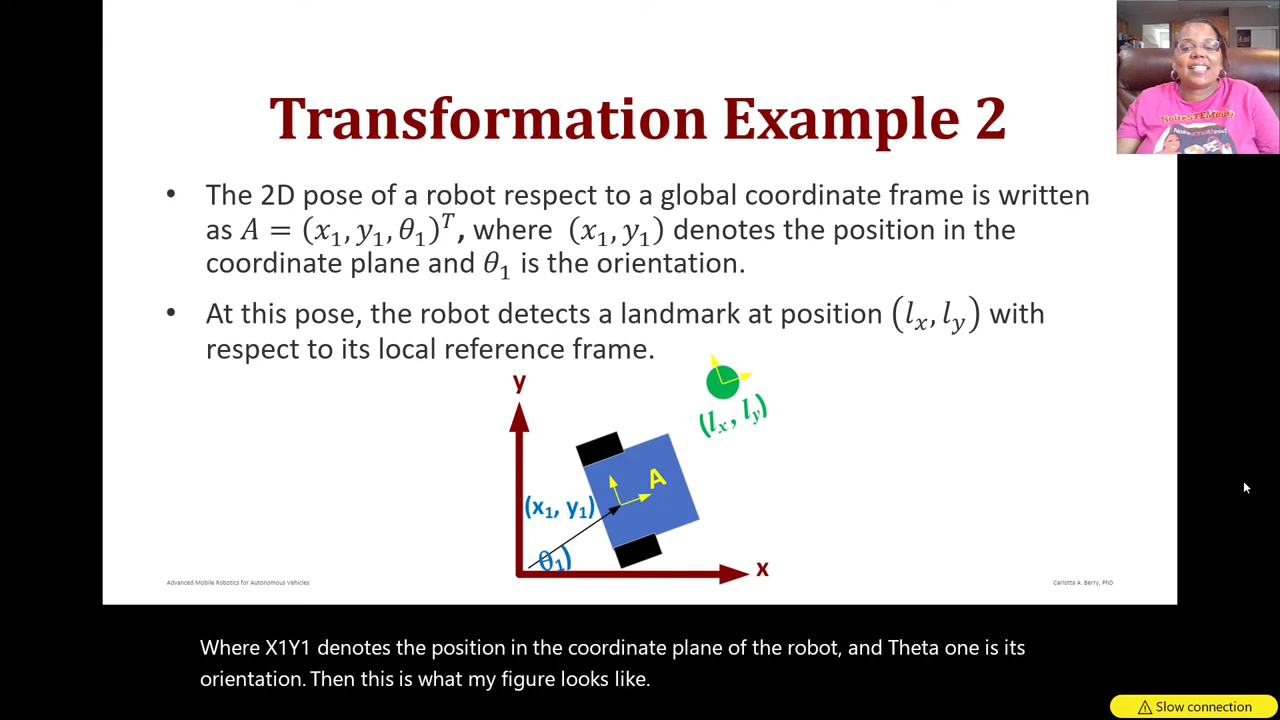 Transformation Example 2
• The 2D pose of a robot respect to a global coordinate frame is written
as A = (x₁, y₁, θ₁)ᵀ, where (x₁, y₁) denotes the position in the
coordinate plane and θ₁ is the orientation.
• At this pose, the robot detects a landmark at position (lₓ, l_y) with
respect to its local reference frame.
y
(lₓ, l_y)
A
(x₁, y₁)
θ₁)
x
Advanced Mobile Robotics for Autonomous Vehicles
Carlotta A. Berry, PhD
Where X1Y1 denotes the position in the coordinate plane of the robot, and Theta one is its
orientation. Then this is what my figure looks like.
Slow connection
NoireSTEMinist